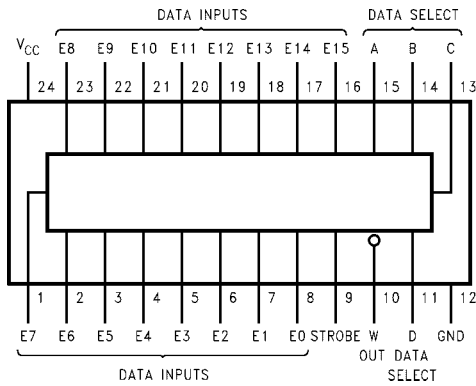 DATA INPUTS DATA SELECT
VCC E8 E9 E10 E11 E12 E13 E14 E15 A B C
24 23 22 21 20 19 18 17 16 15 14 13
1 2 3 4 5 6 7 8 9 10 11 12
E7 E6 E5 E4 E3 E2 E1 E0 STROBE W D GND
OUT DATA
DATA INPUTS SELECT